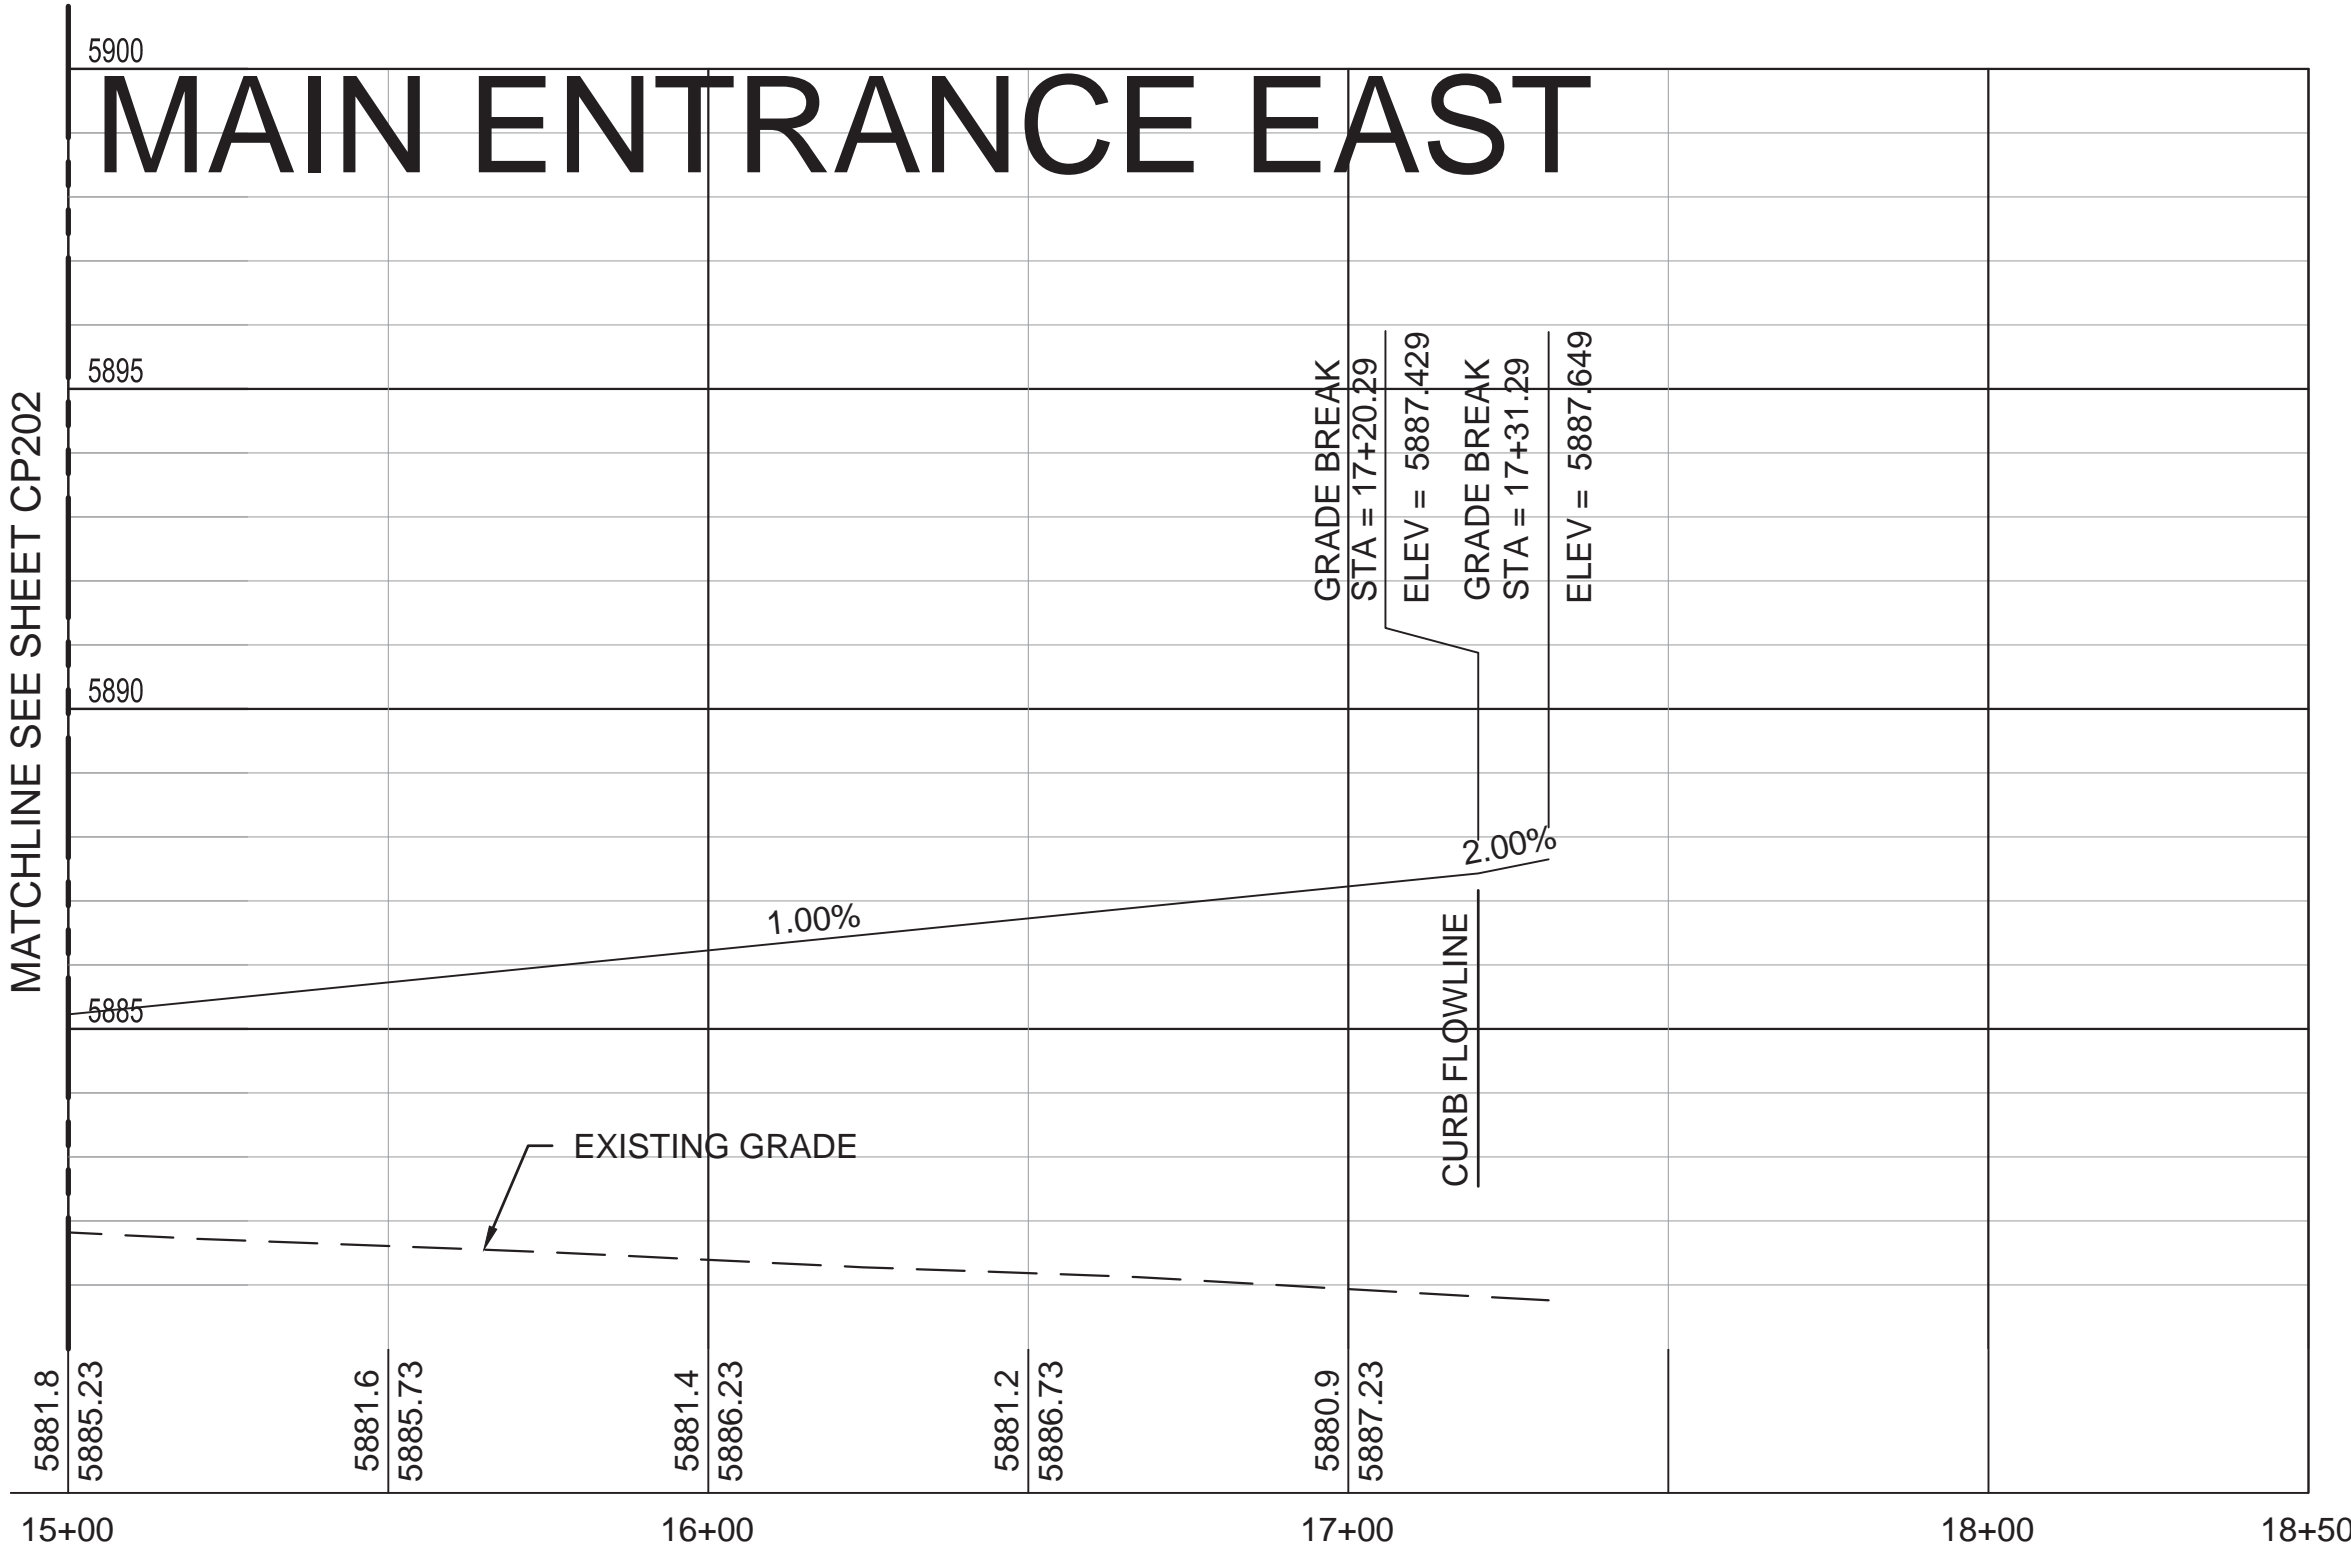 5900
MAIN ENTRANCE EAST
5895
MATCHLINE SEE SHEET CP202
GRADE BREAK
STA = 17+20.29
ELEV = 5887.429
GRADE BREAK
STA = 17+31.29
ELEV = 5887.649
5890
2.00%
1.00%
CURB FLOWLINE
5885
EXISTING GRADE
5881.8
5885.23
5881.6
5885.73
5881.4
5886.23
5881.2
5886.73
5880.9
5887.23
15+00
16+00
17+00
18+00
18+50